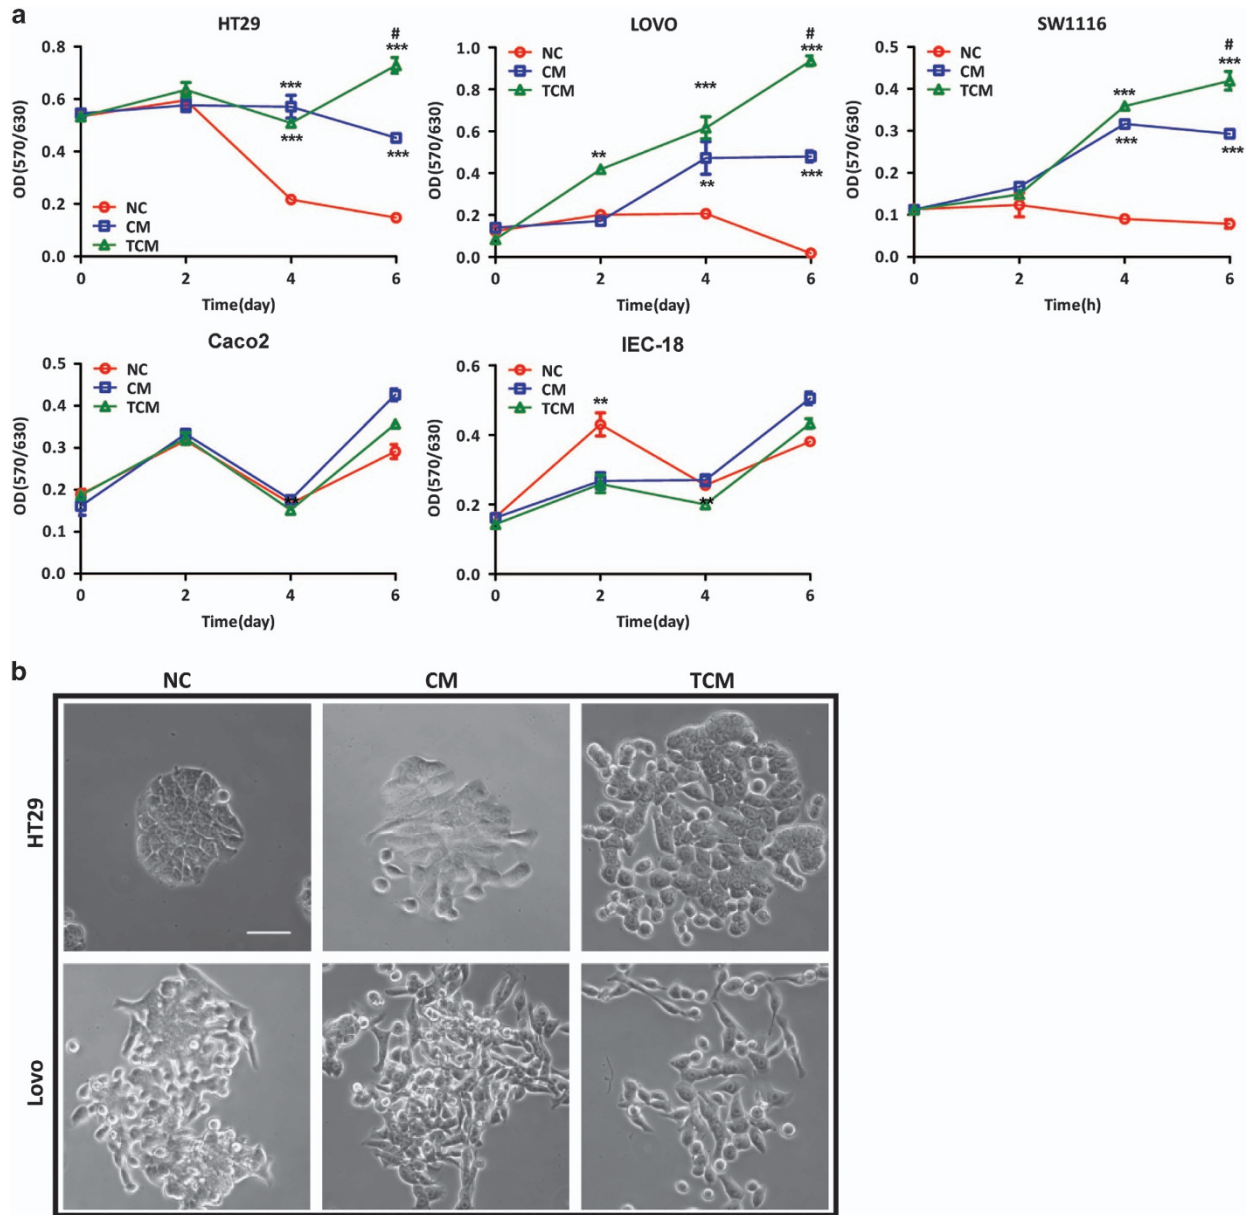 a
HT29
0.8
0.6
0.4
0.2
0.0
OD(570/630)
NC
CM
TCM
***
***
#
***
***
0 2 4 6
Time(day)
LOVO
1.0
0.8
0.6
0.4
0.2
0.0
OD(570/630)
NC
CM
TCM
**
***
**
#
***
***
0 2 4 6
Time(day)
SW1116
0.5
0.4
0.3
0.2
0.1
0.0
OD(570/630)
NC
CM
TCM
***
***
#
***
***
0 2 4 6
Time(h)
Caco2
0.5
0.4
0.3
0.2
0.1
0.0
OD(570/630)
NC
CM
TCM
**
0 2 4 6
Time(day)
IEC-18
0.6
0.4
0.2
0.0
OD(570/630)
NC
CM
TCM
**
**
0 2 4 6
Time(day)
b
NC CM TCM
HT29
Lovo